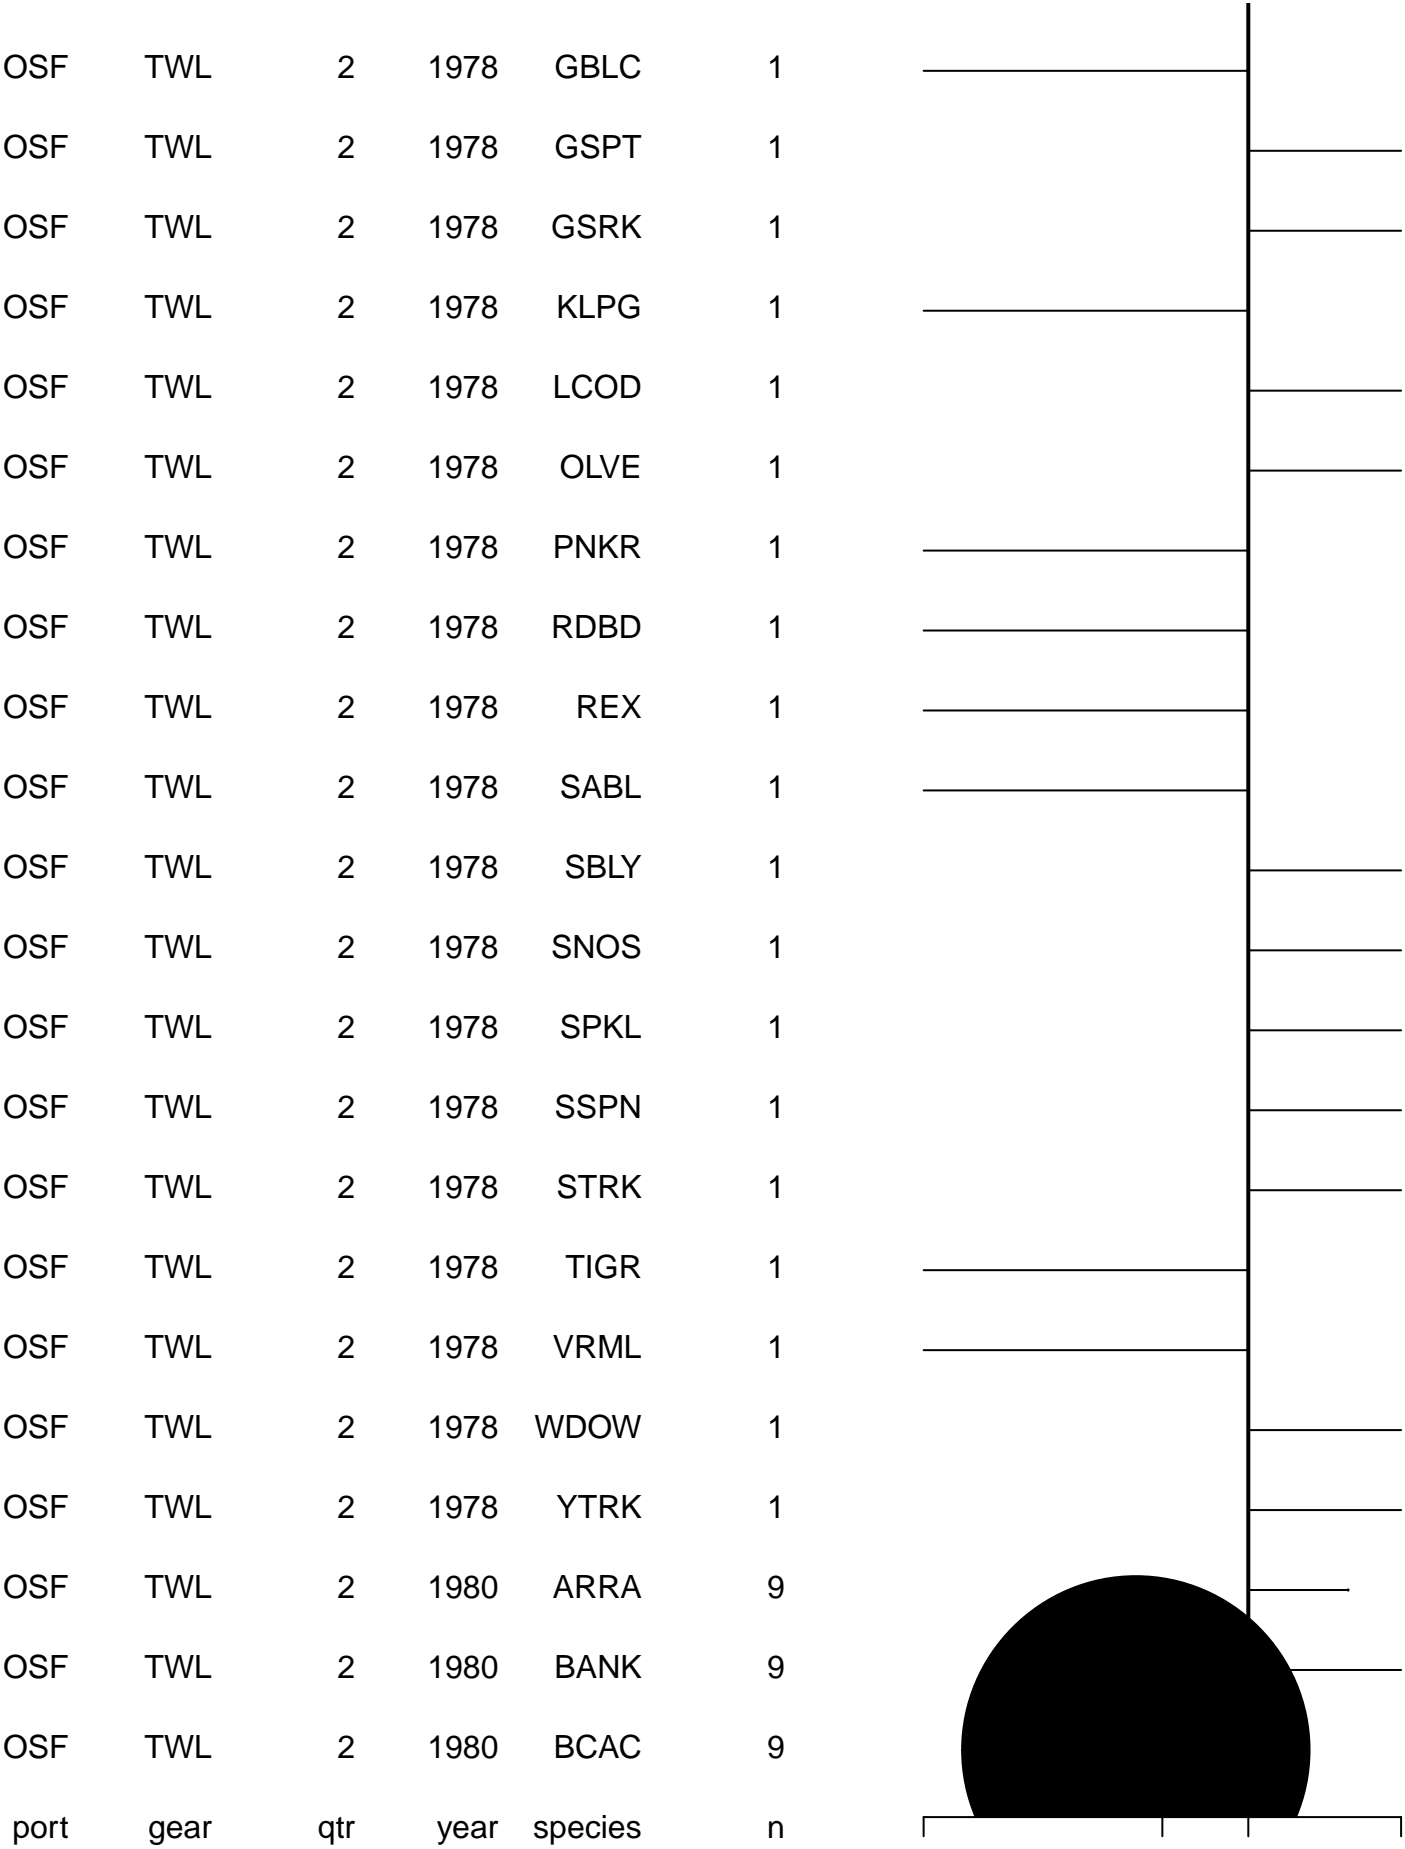 OSF TWL 2 1978 GBLC 1
OSF TWL 2 1978 GSPT 1
OSF TWL 2 1978 GSRK 1
OSF TWL 2 1978 KLPG 1
OSF TWL 2 1978 LCOD 1
OSF TWL 2 1978 OLVE 1
OSF TWL 2 1978 PNKR 1
OSF TWL 2 1978 RDBD 1
OSF TWL 2 1978 REX 1
OSF TWL 2 1978 SABL 1
OSF TWL 2 1978 SBLY 1
OSF TWL 2 1978 SNOS 1
OSF TWL 2 1978 SPKL 1
OSF TWL 2 1978 SSPN 1
OSF TWL 2 1978 STRK 1
OSF TWL 2 1978 TIGR 1
OSF TWL 2 1978 VRML 1
OSF TWL 2 1978 WDOW 1
OSF TWL 2 1978 YTRK 1
OSF TWL 2 1980 ARRA 9
OSF TWL 2 1980 BANK 9
OSF TWL 2 1980 BCAC 9
port gear qtr year species n